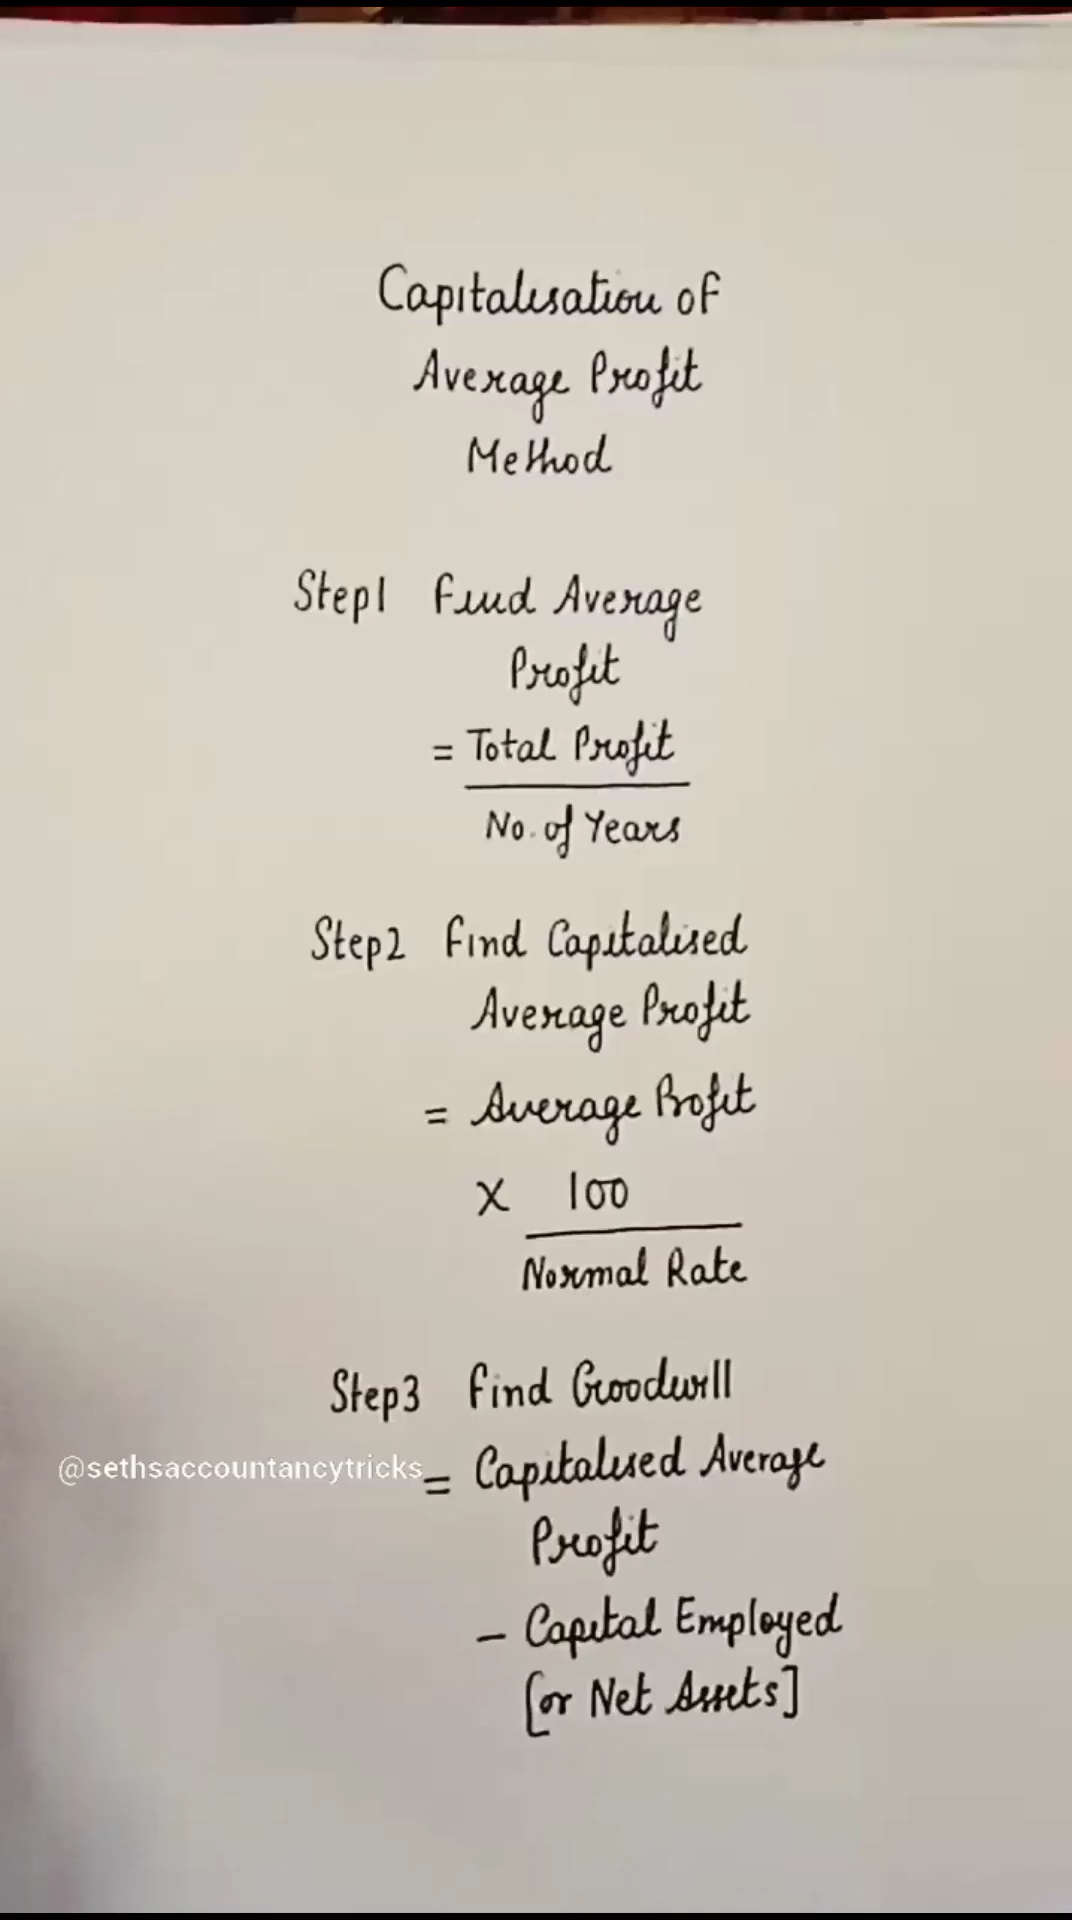 Capitalisation of
Average Profit
Method
Step1 Find Average
Profit
= Total Profit
No. of Years
Step2 Find Capitalised
Average Profit
= Average Profit
X 100
Normal Rate
Step3 Find Goodwill
@sethsaccountancytricks
= Capitalised Average
Profit
- Capital Employed
[or Net Assets]